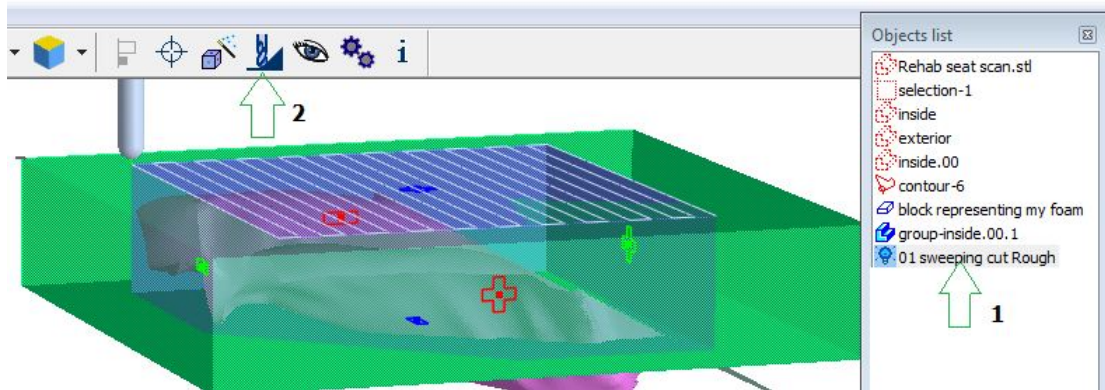 Objects list
Rehab seat scan.stl
selection-1
inside
exterior
inside.00
contour-6
block representing my foam
group-inside.00.1
01 sweeping cut Rough
2
1